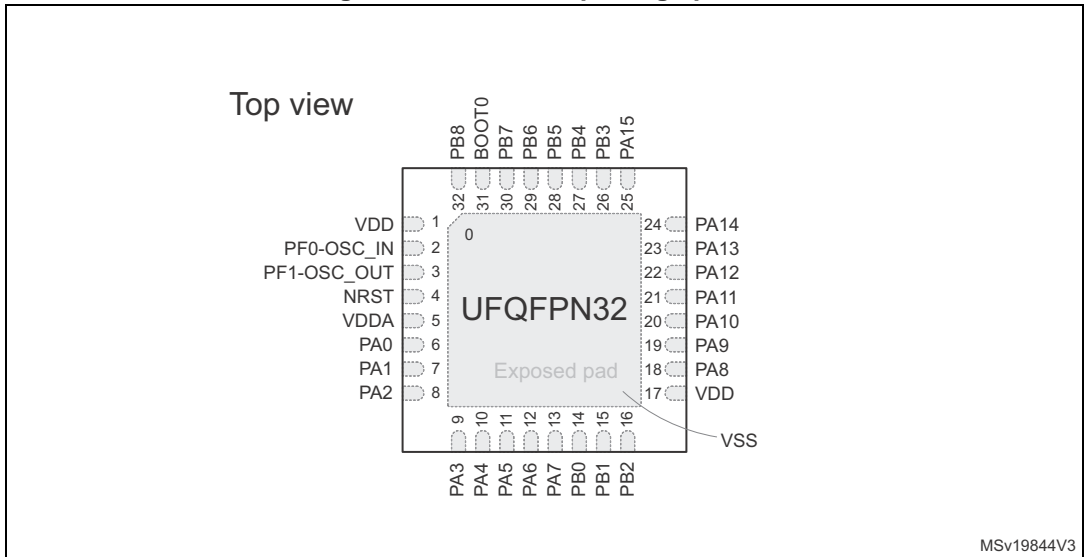 Top view
PB8
BOOT0
PB7
PB6
PB5
PB4
PB3
PA15
32
31
30
29
28
27
26
25
VDD 1
PF0-OSC_IN 2
PF1-OSC_OUT 3
NRST 4
VDDA 5
PA0 6
PA1 7
PA2 8
0
UFQFPN32
Exposed pad
24 PA14
23 PA13
22 PA12
21 PA11
20 PA10
19 PA9
18 PA8
17 VDD
VSS
9
10
11
12
13
14
15
16
PA3
PA4
PA5
PA6
PA7
PB0
PB1
PB2
MSv19844V3